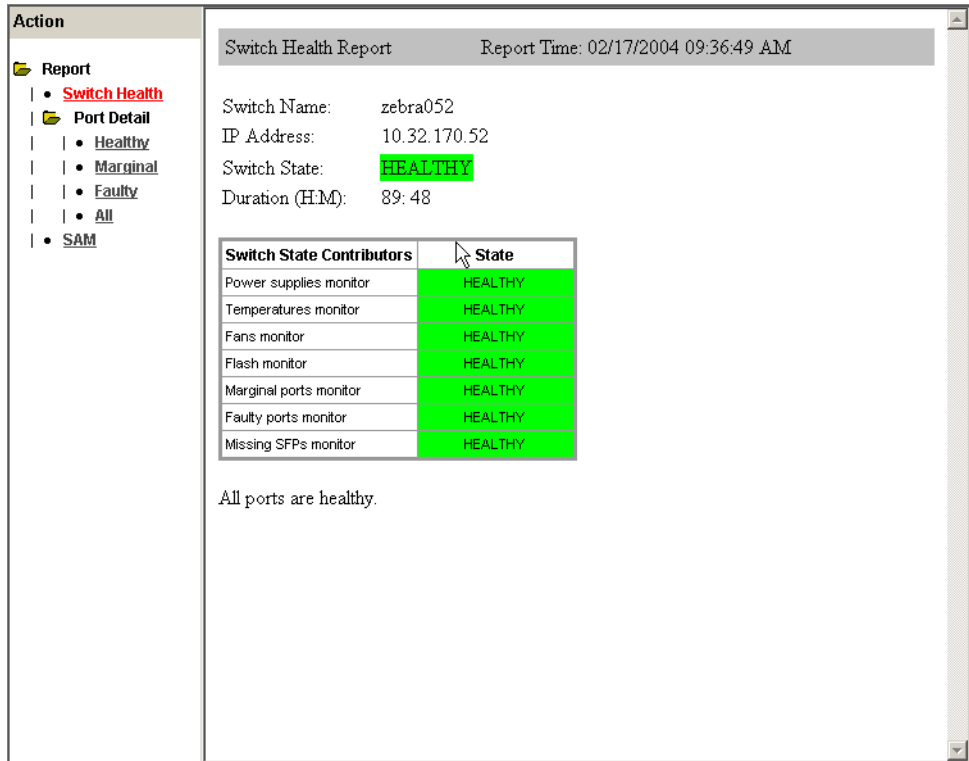 Action
Report
Switch Health
Port Detail
Healthy
Marginal
Faulty
All
SAM
Switch Health Report Report Time: 02/17/2004 09:36:49 AM
Switch Name: zebra052
IP Address: 10.32.170.52
Switch State: HEALTHY
Duration (H:M): 89: 48
Switch State Contributors State
Power supplies monitor HEALTHY
Temperatures monitor HEALTHY
Fans monitor HEALTHY
Flash monitor HEALTHY
Marginal ports monitor HEALTHY
Faulty ports monitor HEALTHY
Missing SFPs monitor HEALTHY
All ports are healthy.